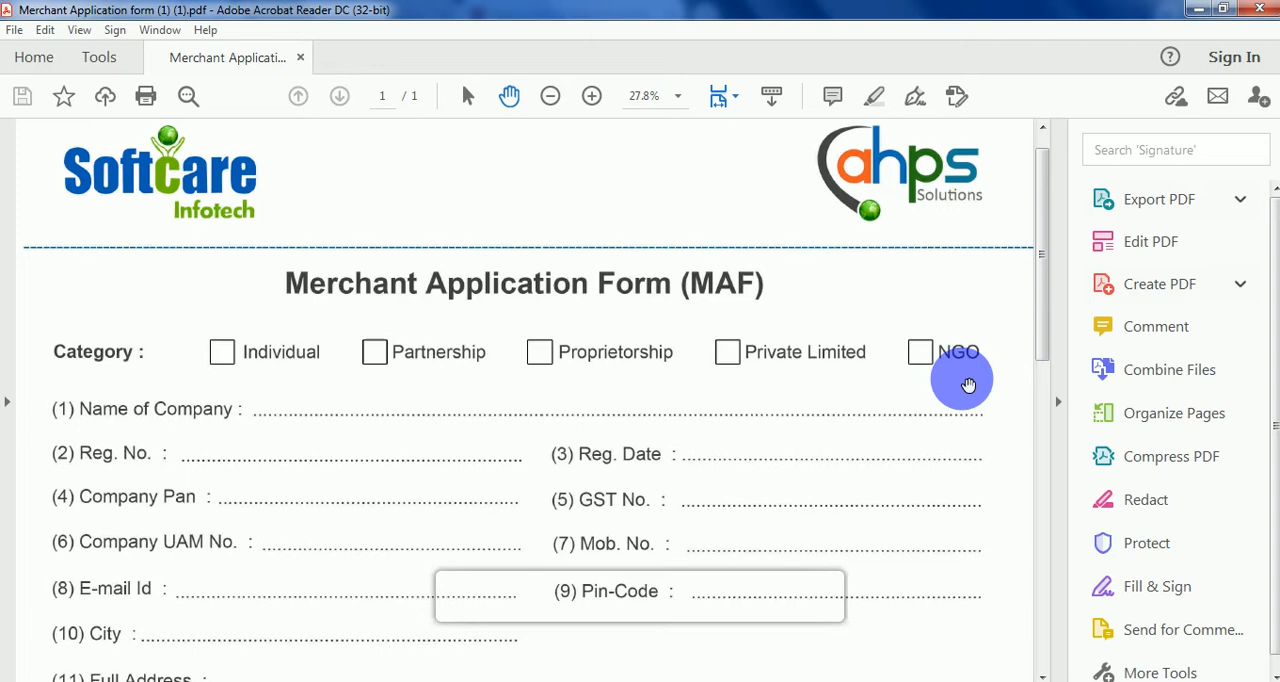 Merchant Application form (1) (1).pdf - Adobe Acrobat Reader DC (32-bit)
File Edit View Sign Window Help
Home Tools Merchant Applicati... × Sign In
1 / 1 27.8%
Softcare Infotech
ahps Solutions
Search 'Signature'
Export PDF
Edit PDF
Create PDF
Comment
Combine Files
Organize Pages
Compress PDF
Redact
Protect
Fill & Sign
Send for Comme...
More Tools
Merchant Application Form (MAF)
Category : Individual Partnership Proprietorship Private Limited NGO
(1) Name of Company :
(2) Reg. No. : (3) Reg. Date :
(4) Company Pan : (5) GST No. :
(6) Company UAM No. : (7) Mob. No. :
(8) E-mail Id : (9) Pin-Code :
(10) City :
(11) Full Address :